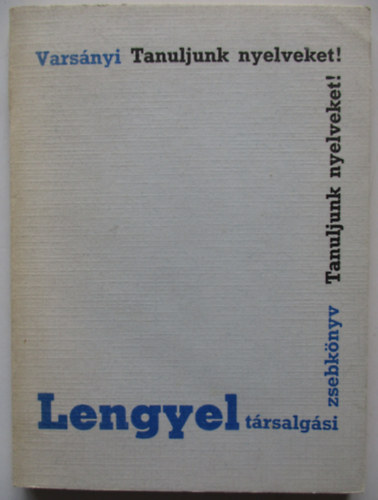 Varsányi Tanuljunk nyelveket!
Lengyel társalgási
zsebkönyv Tanuljunk nyelveket!